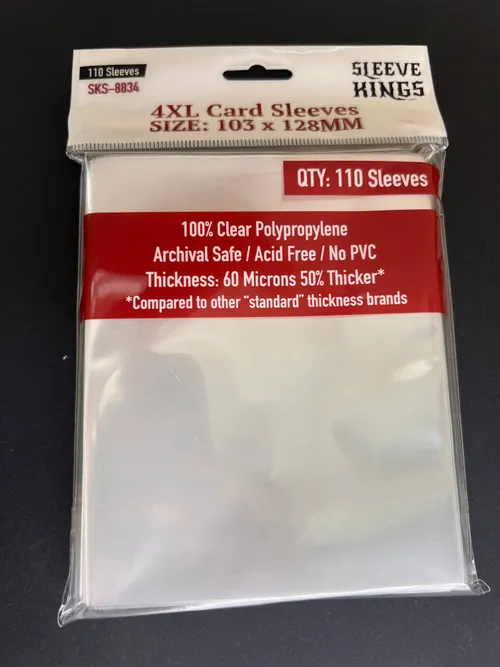 110 Sleeves
SKS-8834
SLEEVE
KINGS
4XL Card Sleeves
SIZE: 103 x 128MM
QTY: 110 Sleeves
100% Clear Polypropylene
Archival Safe / Acid Free / No PVC
Thickness: 60 Microns 50% Thicker*
*Compared to other "standard" thickness brands